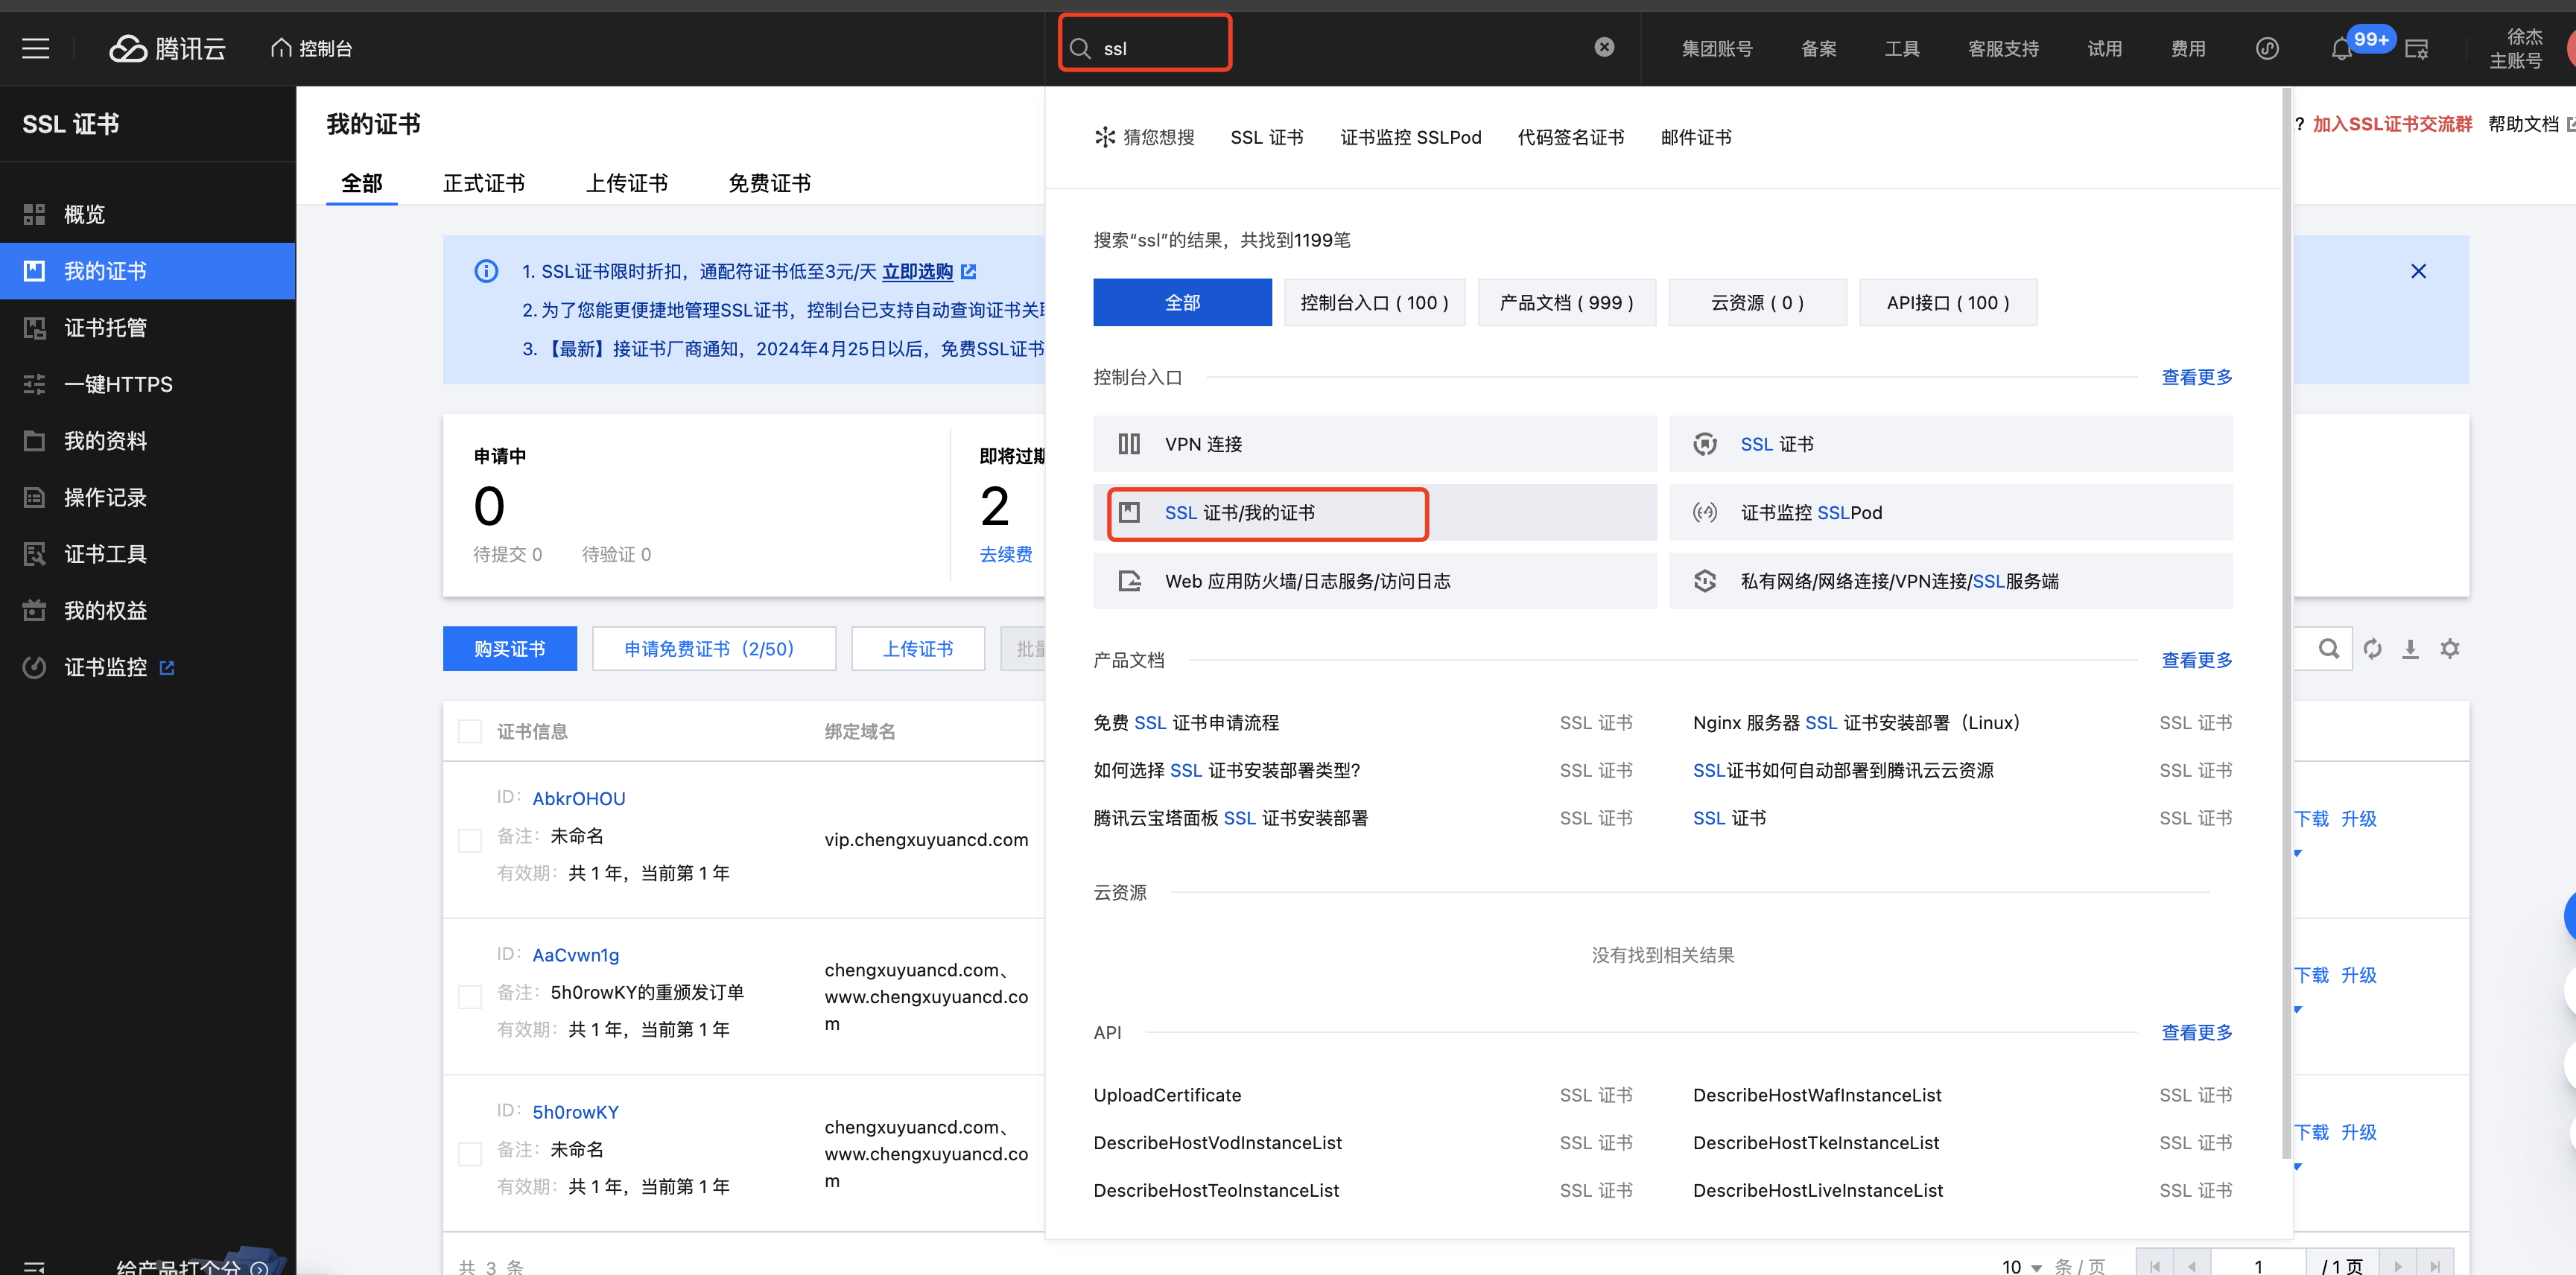 腾讯云
控制台
ssl
集团账号
备案
工具
客服支持
试用
费用
99+
徐杰
主账号
SSL 证书
概览
我的证书
证书托管
一键HTTPS
我的资料
操作记录
证书工具
我的权益
证书监控
给产品打个分
我的证书
? 加入SSL证书交流群 帮助文档
全部 正式证书 上传证书 免费证书
1. SSL证书限时折扣，通配符证书低至3元/天 立即选购
2. 为了您能更便捷地管理SSL证书，控制台已支持自动查询证书关联
3. 【最新】接证书厂商通知，2024年4月25日以后，免费SSL证书
申请中
0
待提交 0 待验证 0
即将过期
2
去续费
购买证书
申请免费证书（2/50）
上传证书
批量
证书信息 绑定域名
ID: AbkrOHOU
备注: 未命名
有效期: 共 1 年，当前第 1 年
vip.chengxuyuancd.com
下载 升级
ID: AaCvwn1g
备注: 5h0rowKY的重颁发订单
有效期: 共 1 年，当前第 1 年
chengxuyuancd.com、
www.chengxuyuancd.co
m
下载 升级
ID: 5h0rowKY
备注: 未命名
有效期: 共 1 年，当前第 1 年
chengxuyuancd.com、
www.chengxuyuancd.co
m
下载 升级
共 3 条
10 条 / 页
1 / 1 页
猜您想搜 SSL 证书 证书监控 SSLPod 代码签名证书 邮件证书
搜索“ssl”的结果，共找到1199笔
全部 控制台入口 ( 100 ) 产品文档 ( 999 ) 云资源 ( 0 ) API接口 ( 100 )
控制台入口 查看更多
VPN 连接 SSL 证书
SSL 证书/我的证书 证书监控 SSLPod
Web 应用防火墙/日志服务/访问日志 私有网络/网络连接/VPN连接/SSL服务端
产品文档 查看更多
免费 SSL 证书申请流程 SSL 证书 Nginx 服务器 SSL 证书安装部署（Linux） SSL 证书
如何选择 SSL 证书安装部署类型? SSL 证书 SSL证书如何自动部署到腾讯云云资源 SSL 证书
腾讯云宝塔面板 SSL 证书安装部署 SSL 证书 SSL 证书 SSL 证书
云资源
没有找到相关结果
API 查看更多
UploadCertificate SSL 证书 DescribeHostWafInstanceList SSL 证书
DescribeHostVodInstanceList SSL 证书 DescribeHostTkeInstanceList SSL 证书
DescribeHostTeoInstanceList SSL 证书 DescribeHostLiveInstanceList SSL 证书